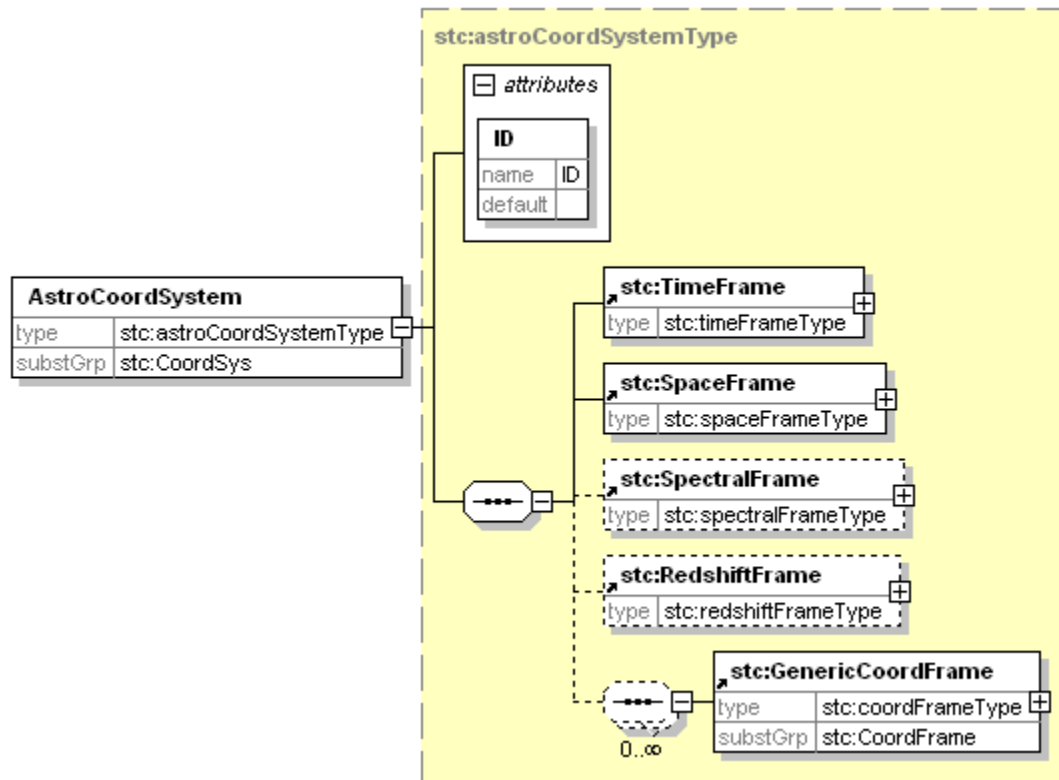 stc:astroCoordSystemType
attributes
ID
name ID
default
AstroCoordSystem
type stc:astroCoordSystemType
substGrp stc:CoordSys
stc:TimeFrame
type stc:timeFrameType
stc:SpaceFrame
type stc:spaceFrameType
stc:SpectralFrame
type stc:spectralFrameType
stc:RedshiftFrame
type stc:redshiftFrameType
stc:GenericCoordFrame
type stc:coordFrameType
substGrp stc:CoordFrame
0..∞